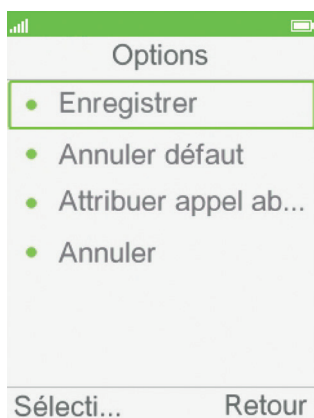 Options
Enregistrer
Annuler défaut
Attribuer appel ab...
Annuler
Sélecti... Retour